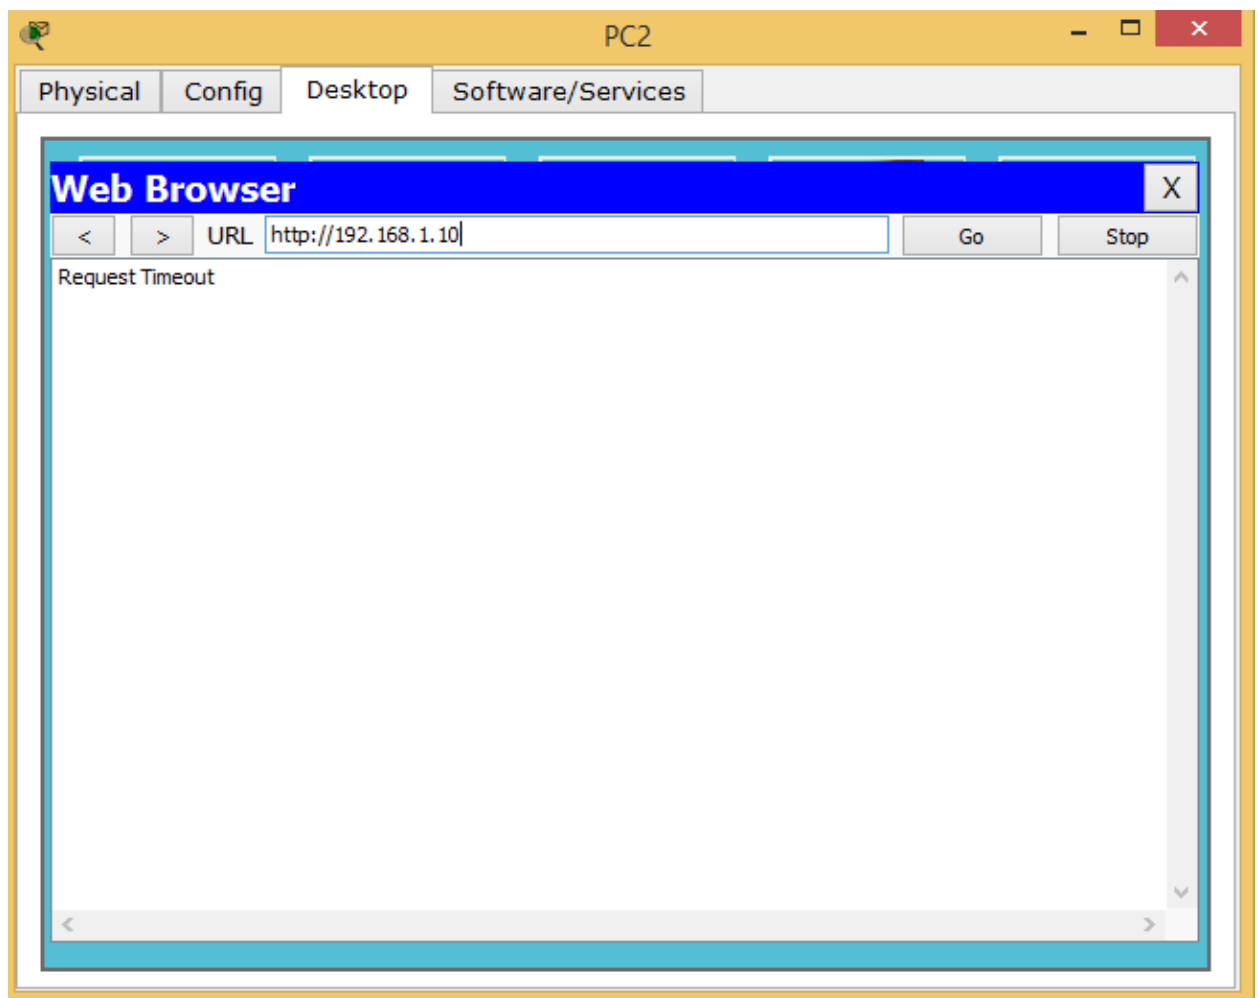 PC2
Physical Config Desktop Software/Services
Web Browser X
< > URL http://192.168.1.10 Go Stop
Request Timeout